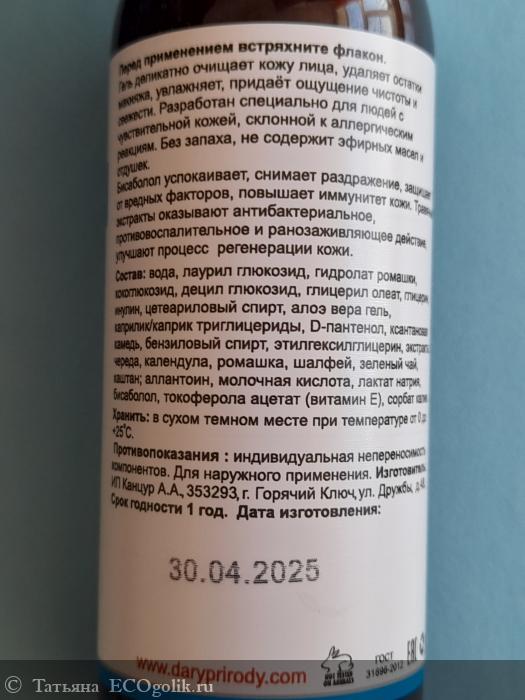 Перед применением встряхните флакон.
Гель деликатно очищает кожу лица, удаляет остатки
макияжа, увлажняет, придаёт ощущение чистоты и
свежести. Разработан специально для людей с
чувствительной кожей, склонной к аллергическим
реакциям. Без запаха, не содержит эфирных масел и
отдушек.
Бисаболол успокаивает, снимает раздражение, защищает
от вредных факторов, повышает иммунитет кожи.
экстракты оказывают антибактериальное,
противовоспалительное и ранозаживляющее действие,
улучшают процесс регенерации кожи.
Состав: вода, лаурил глюкозид, гидролат ромашки,
кокоглюкозид, децил глюкозид, глицерил олеат, глицерин,
инулин, цетеариловый спирт, алоэ вера гель,
каприлик/каприк триглицериды, D-пантенол, ксантановая
камедь, бензиловый спирт, этилгексилглицерин,
череда, календула, ромашка, шалфей, зеленый чай,
каштан; аллантоин, молочная кислота, лактат натрия,
бисаболол, токоферола ацетат (витамин Е), сорбат калия
Хранить: в сухом темном месте при температуре от 0 до
+25°С.
Противопоказания : индивидуальная непереносимость
компонентов. Для наружного применения. Изготовитель:
ИП Канцур А.А., 353293, г. Горячий Ключ, ул. Дружбы,
Срок годности 1 год. Дата изготовления:
30.04.2025
NOT TESTED
ON ANIMALS
ГОСТ
31696-2012
EAC
www.daryprirody.com
Татьяна ECOgolik.ru